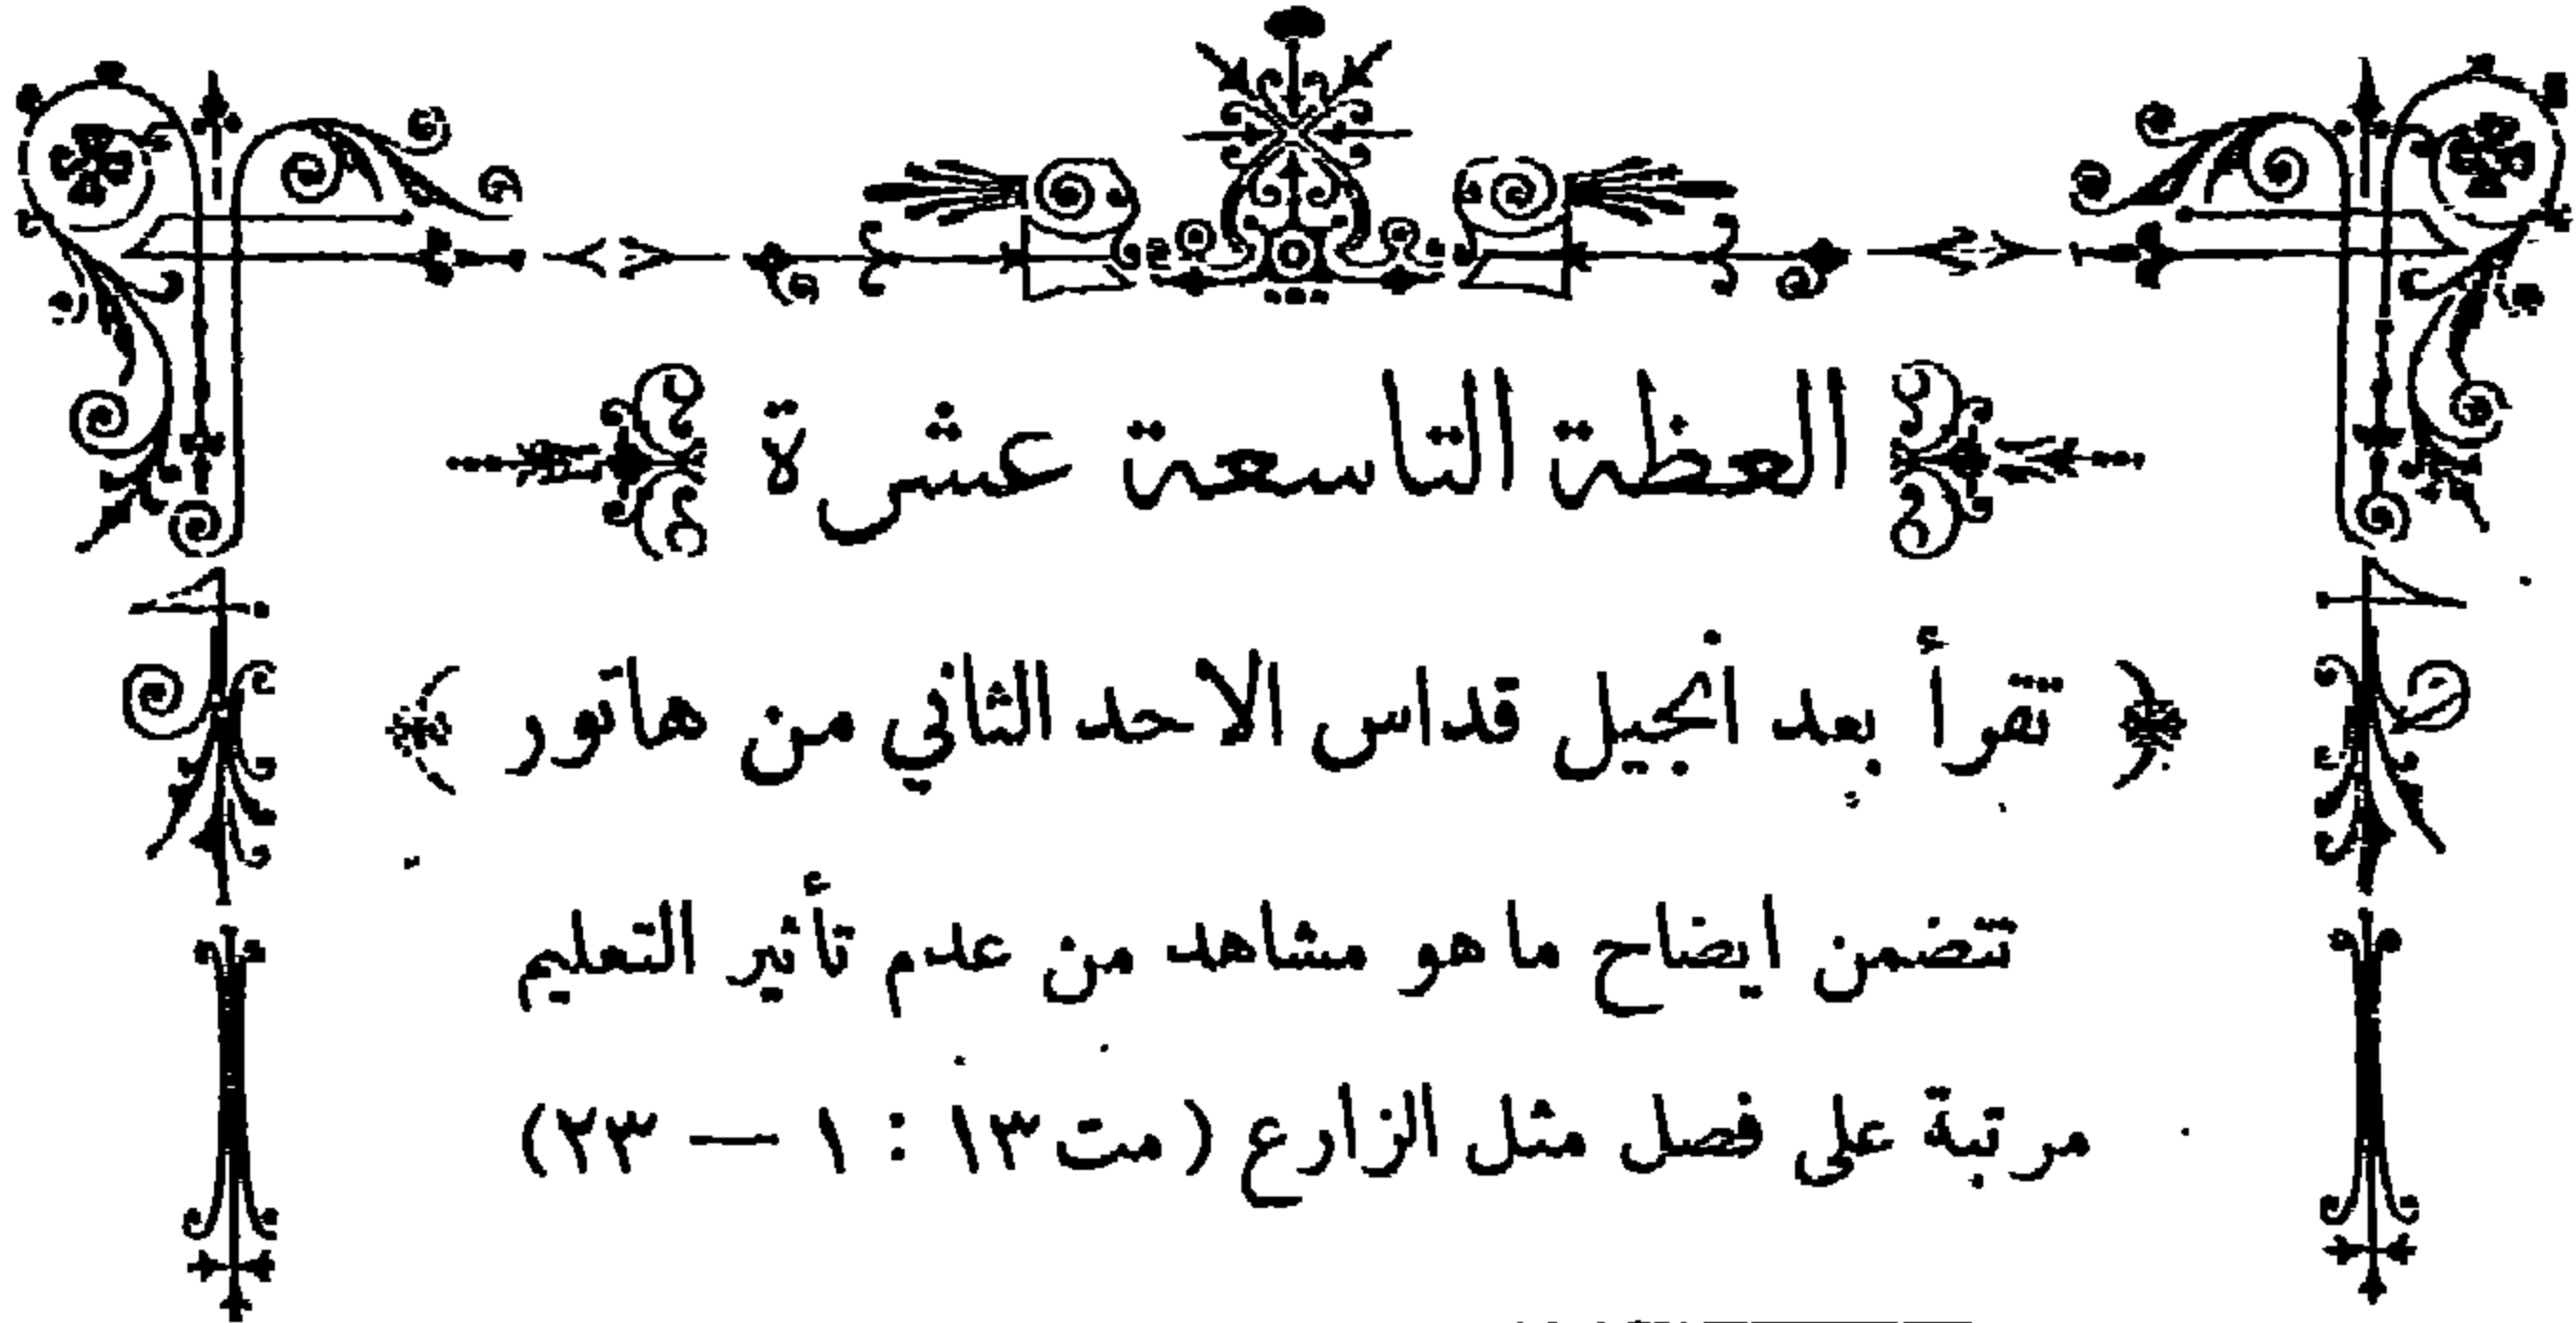 العظة التاسعة عشرة
﴿ تقرأ بعد انجيل قداس الاحد الثاني من هاتور ﴾
تتضمن ايضاح ما هو مشاهد من عدم تأثير التعليم
مرتبة على فصل مثل الزارع (مت ١٣ : ١ — ٢٣)